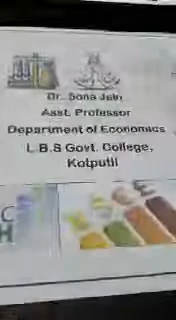 Dr. Sona Jain
Asst. Professor
Department of Economics
L.B.S Govt. College,
Kotputli
C
H